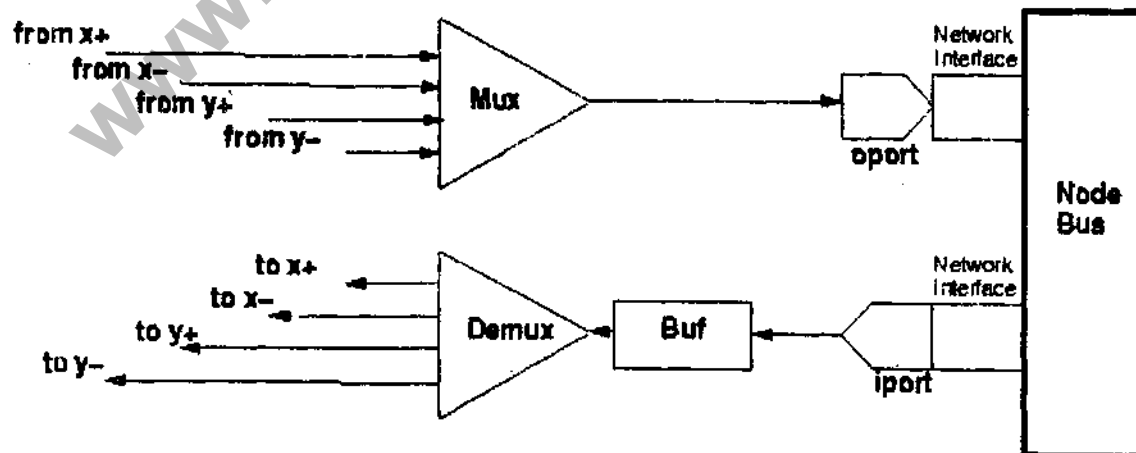 www.
from x+
from x–
from y+
from y–
Mux
oport
Network
Interface
Node
Bus
to x+
to x–
to y+
to y–
Demux
Buf
iport
Network
Interface